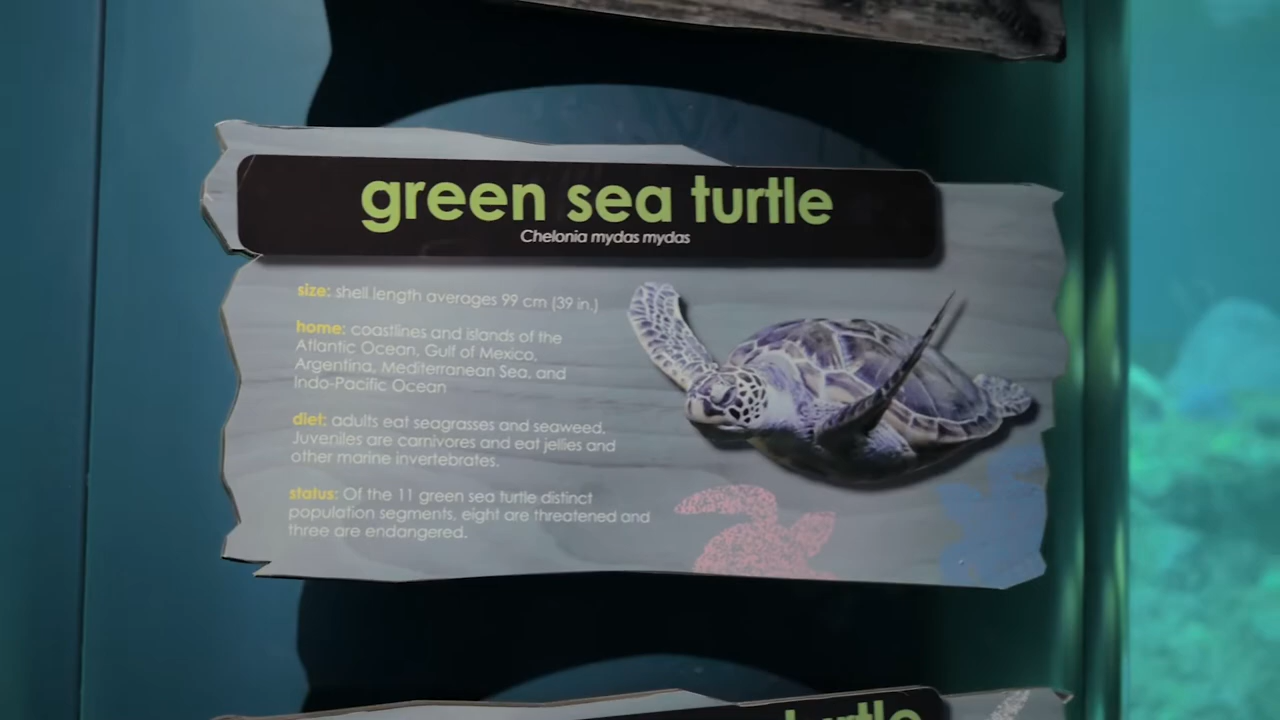 green sea turtle
Chelonia mydas mydas
size: shell length averages 99 cm (39 in.)
home: coastlines and islands of the
Atlantic Ocean, Gulf of Mexico,
Argentina, Mediterranean Sea, and
Indo-Pacific Ocean
diet: adults eat seagrasses and seaweed.
Juveniles are carnivores and eat jellies and
other marine invertebrates.
status: Of the 11 green sea turtle distinct
population segments, eight are threatened and
three are endangered.
turtle